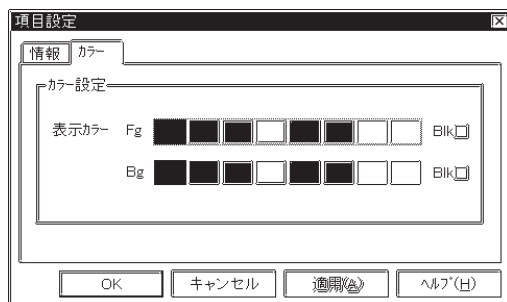 項目設定
情報 ｶﾗｰ
ｶﾗｰ設定
表示ｶﾗｰ Fg Blk
Bg Blk
OK キャンセル 適用(A) ﾍﾙﾌﾟ(H)